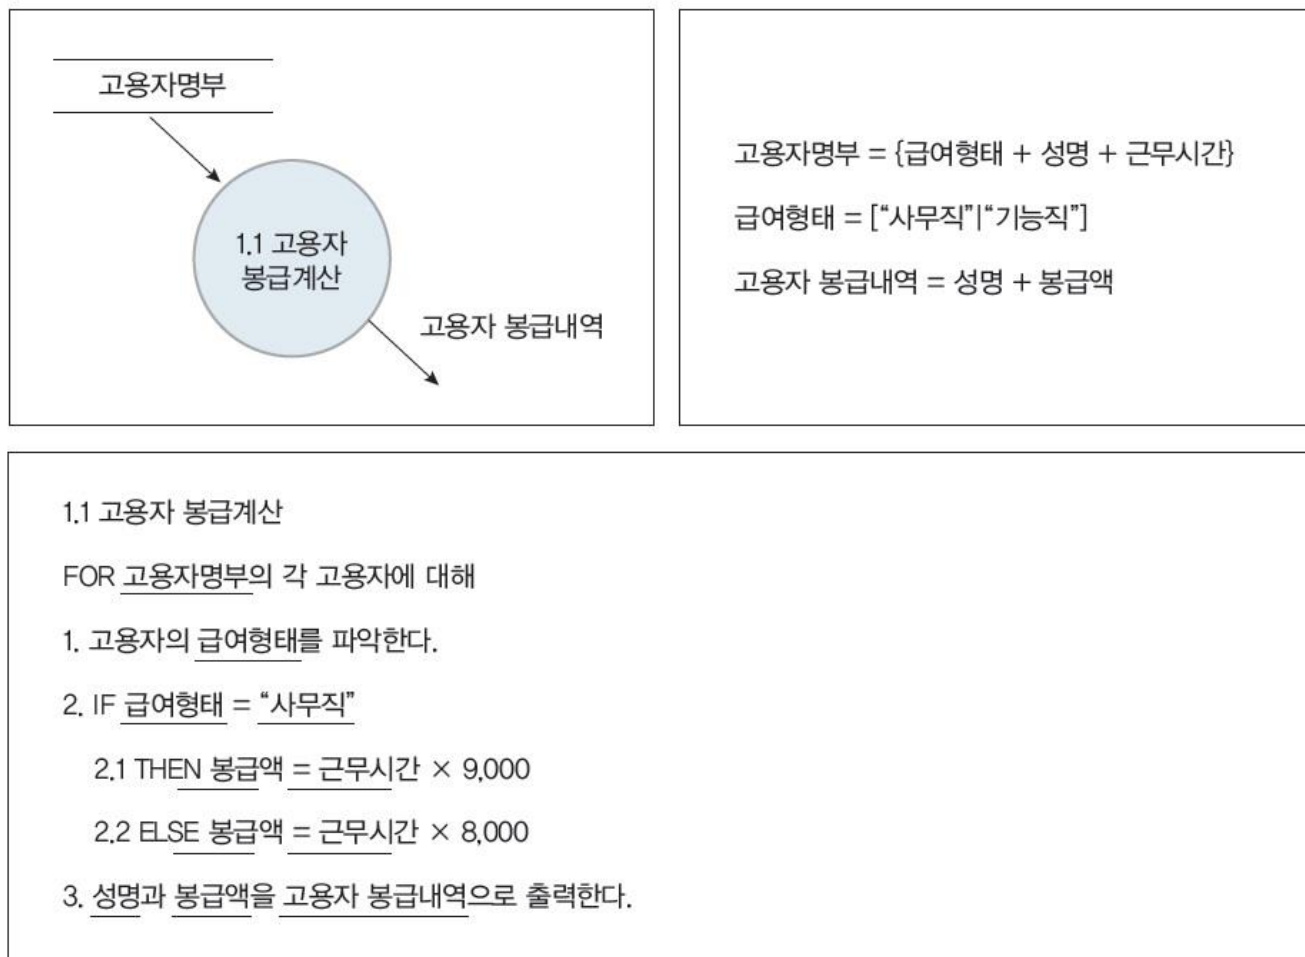 고용자명부
1.1 고용자
봉급계산
고용자 봉급내역
고용자명부 = {급여형태 + 성명 + 근무시간}
급여형태 = [“사무직”|“기능직”]
고용자 봉급내역 = 성명 + 봉급액
1.1 고용자 봉급계산
FOR 고용자명부의 각 고용자에 대해
1. 고용자의 급여형태를 파악한다.
2. IF 급여형태 = “사무직”
2.1 THEN 봉급액 = 근무시간 × 9,000
2.2 ELSE 봉급액 = 근무시간 × 8,000
3. 성명과 봉급액을 고용자 봉급내역으로 출력한다.